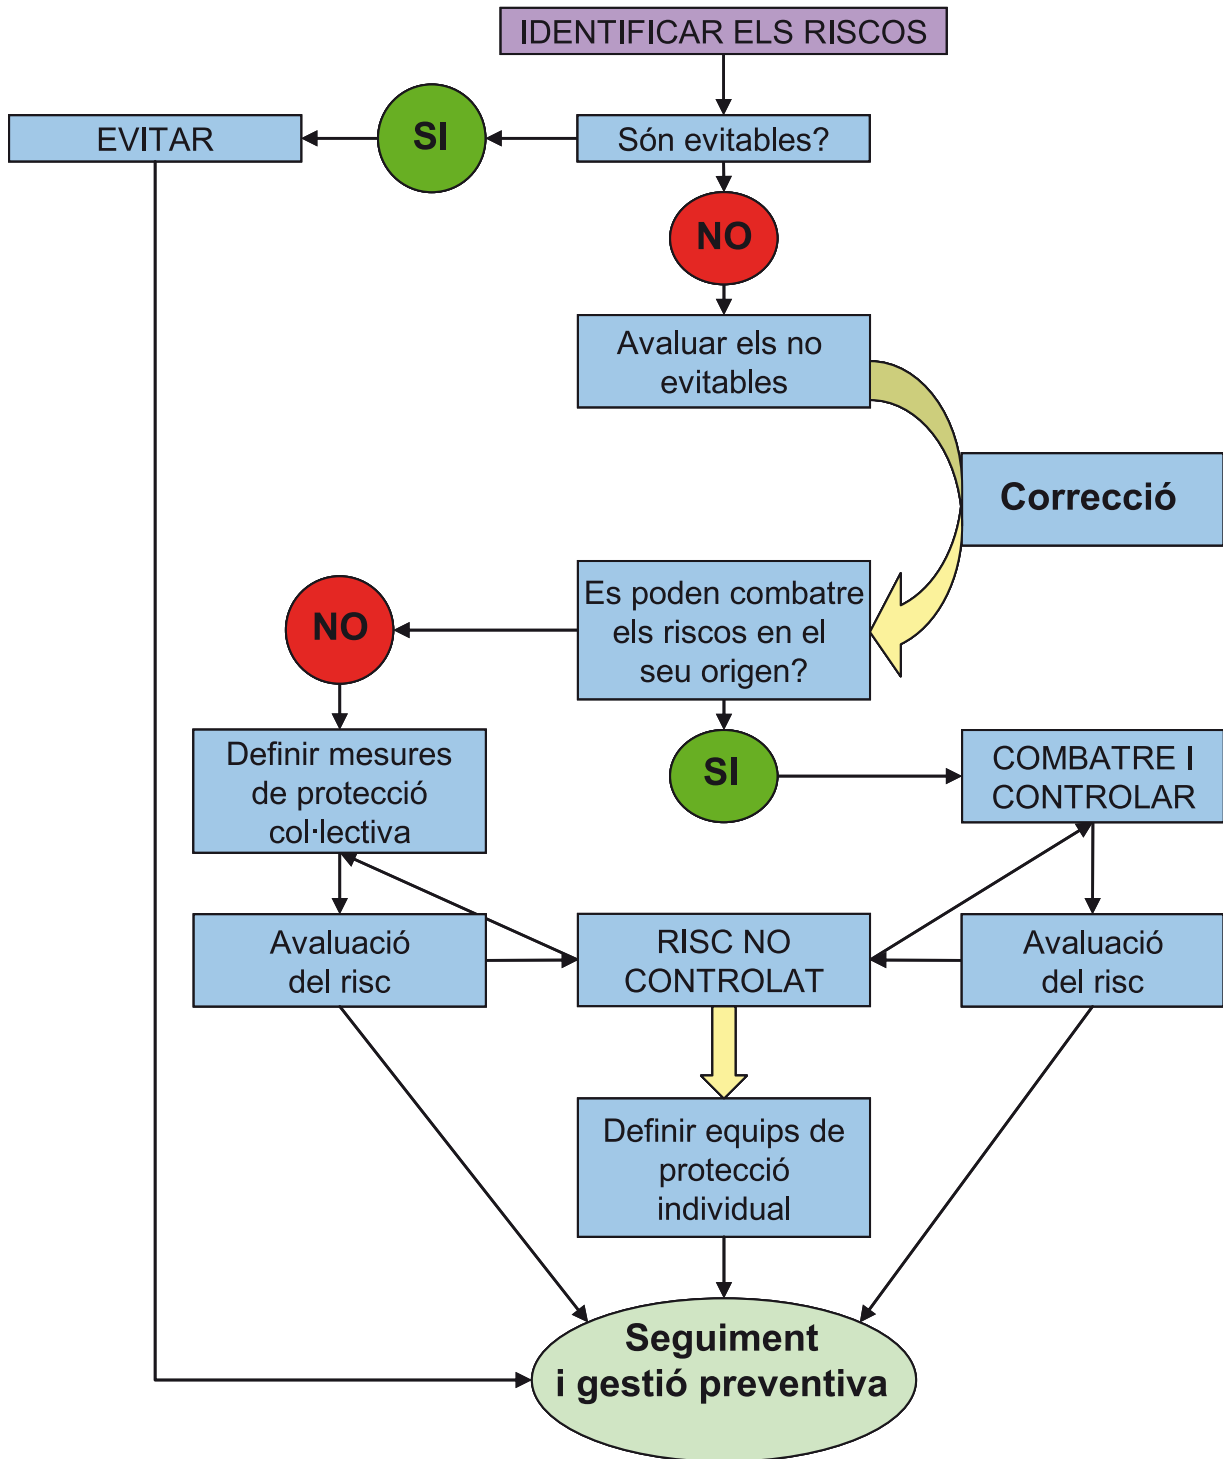 IDENTIFICAR ELS RISCOS
EVITAR
SI
Són evitables?
NO
Avaluar els no
evitables
Correcció
Es poden combatre
els riscos en el
seu origen?
NO
Definir mesures
de protecció
col·lectiva
SI
COMBATRE I
CONTROLAR
Avaluació
del risc
RISC NO
CONTROLAT
Avaluació
del risc
Definir equips de
protecció
individual
Seguiment
i gestió preventiva